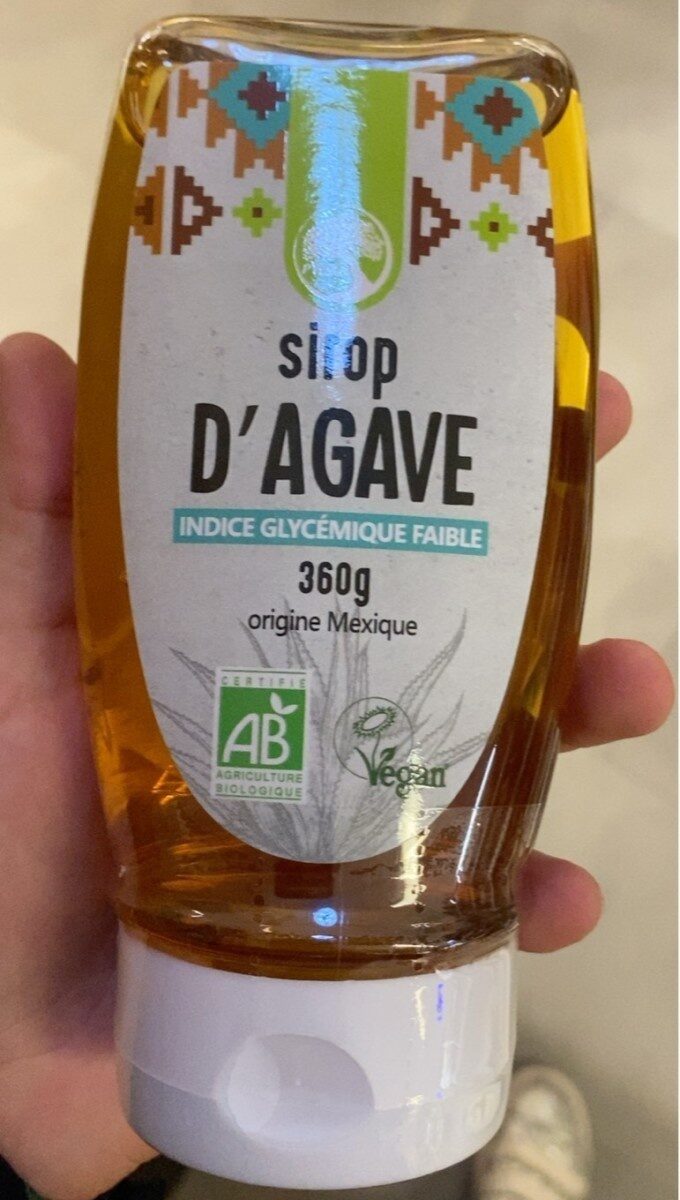 sirop
D'AGAVE
INDICE GLYCÉMIQUE FAIBLE
360g
origine Mexique
CERTIFIÉ
AB
AGRICULTURE
BIOLOGIQUE
Vegan